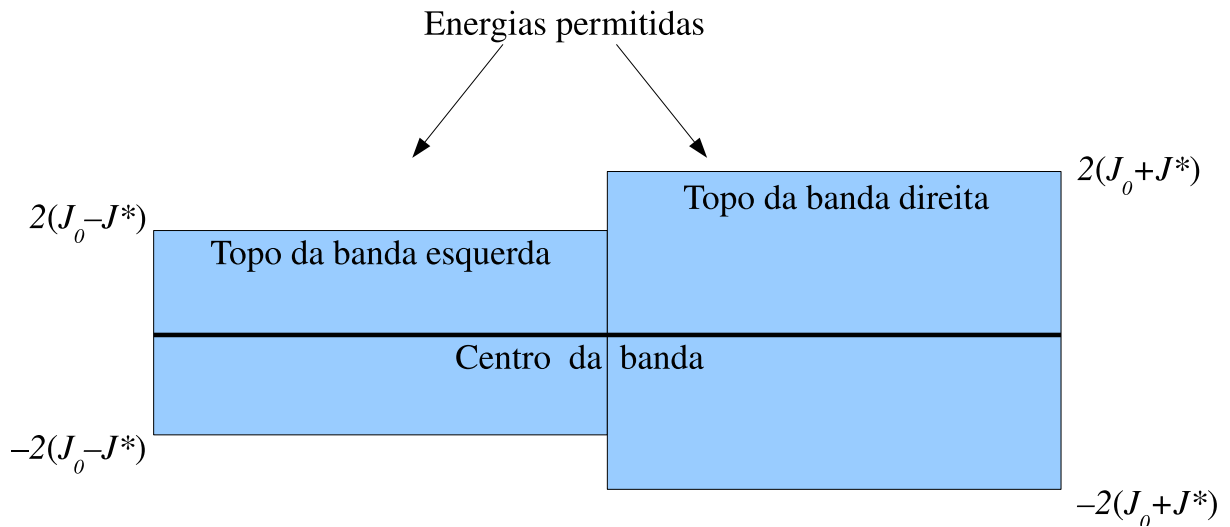 Energias permitidas
2(J₀+J*)
Topo da banda direita
2(J₀–J*)
Topo da banda esquerda
Centro da banda
–2(J₀–J*)
–2(J₀+J*)